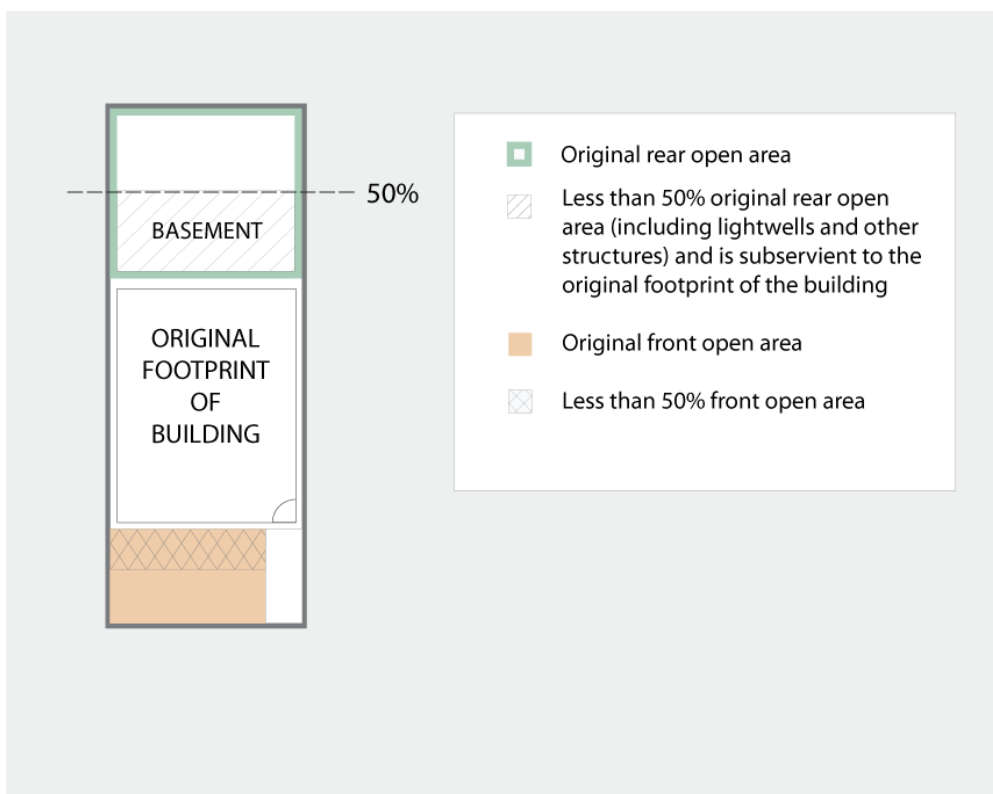 50%
BASEMENT
ORIGINAL
FOOTPRINT
OF
BUILDING
Original rear open area
Less than 50% original rear open
area (including lightwells and other
structures) and is subservient to the
original footprint of the building
Original front open area
Less than 50% front open area